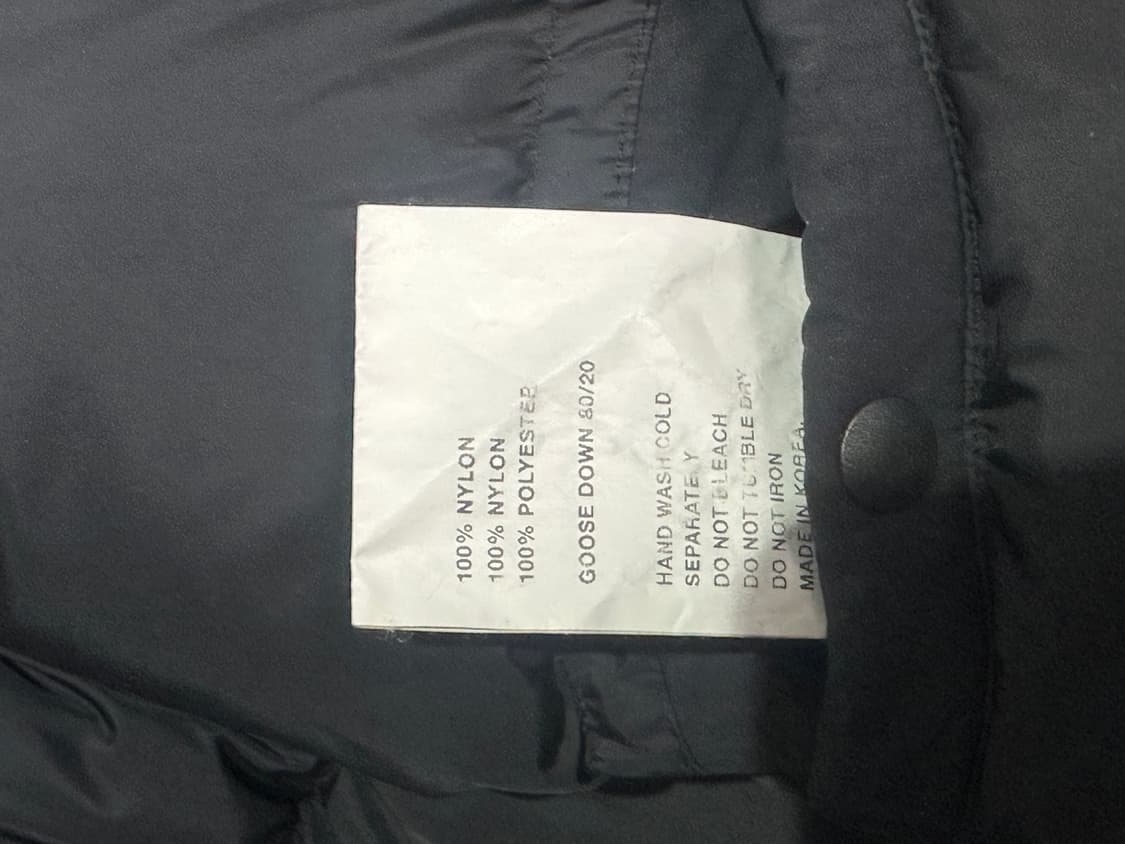 100% NYLON
100% NYLON
100% POLYESTER
GOOSE DOWN 80/20
HAND WASH COLD
SEPARATELY
DO NOT BLEACH
DO NOT TUMBLE DRY
DO NOT IRON
MADE IN KOREA.